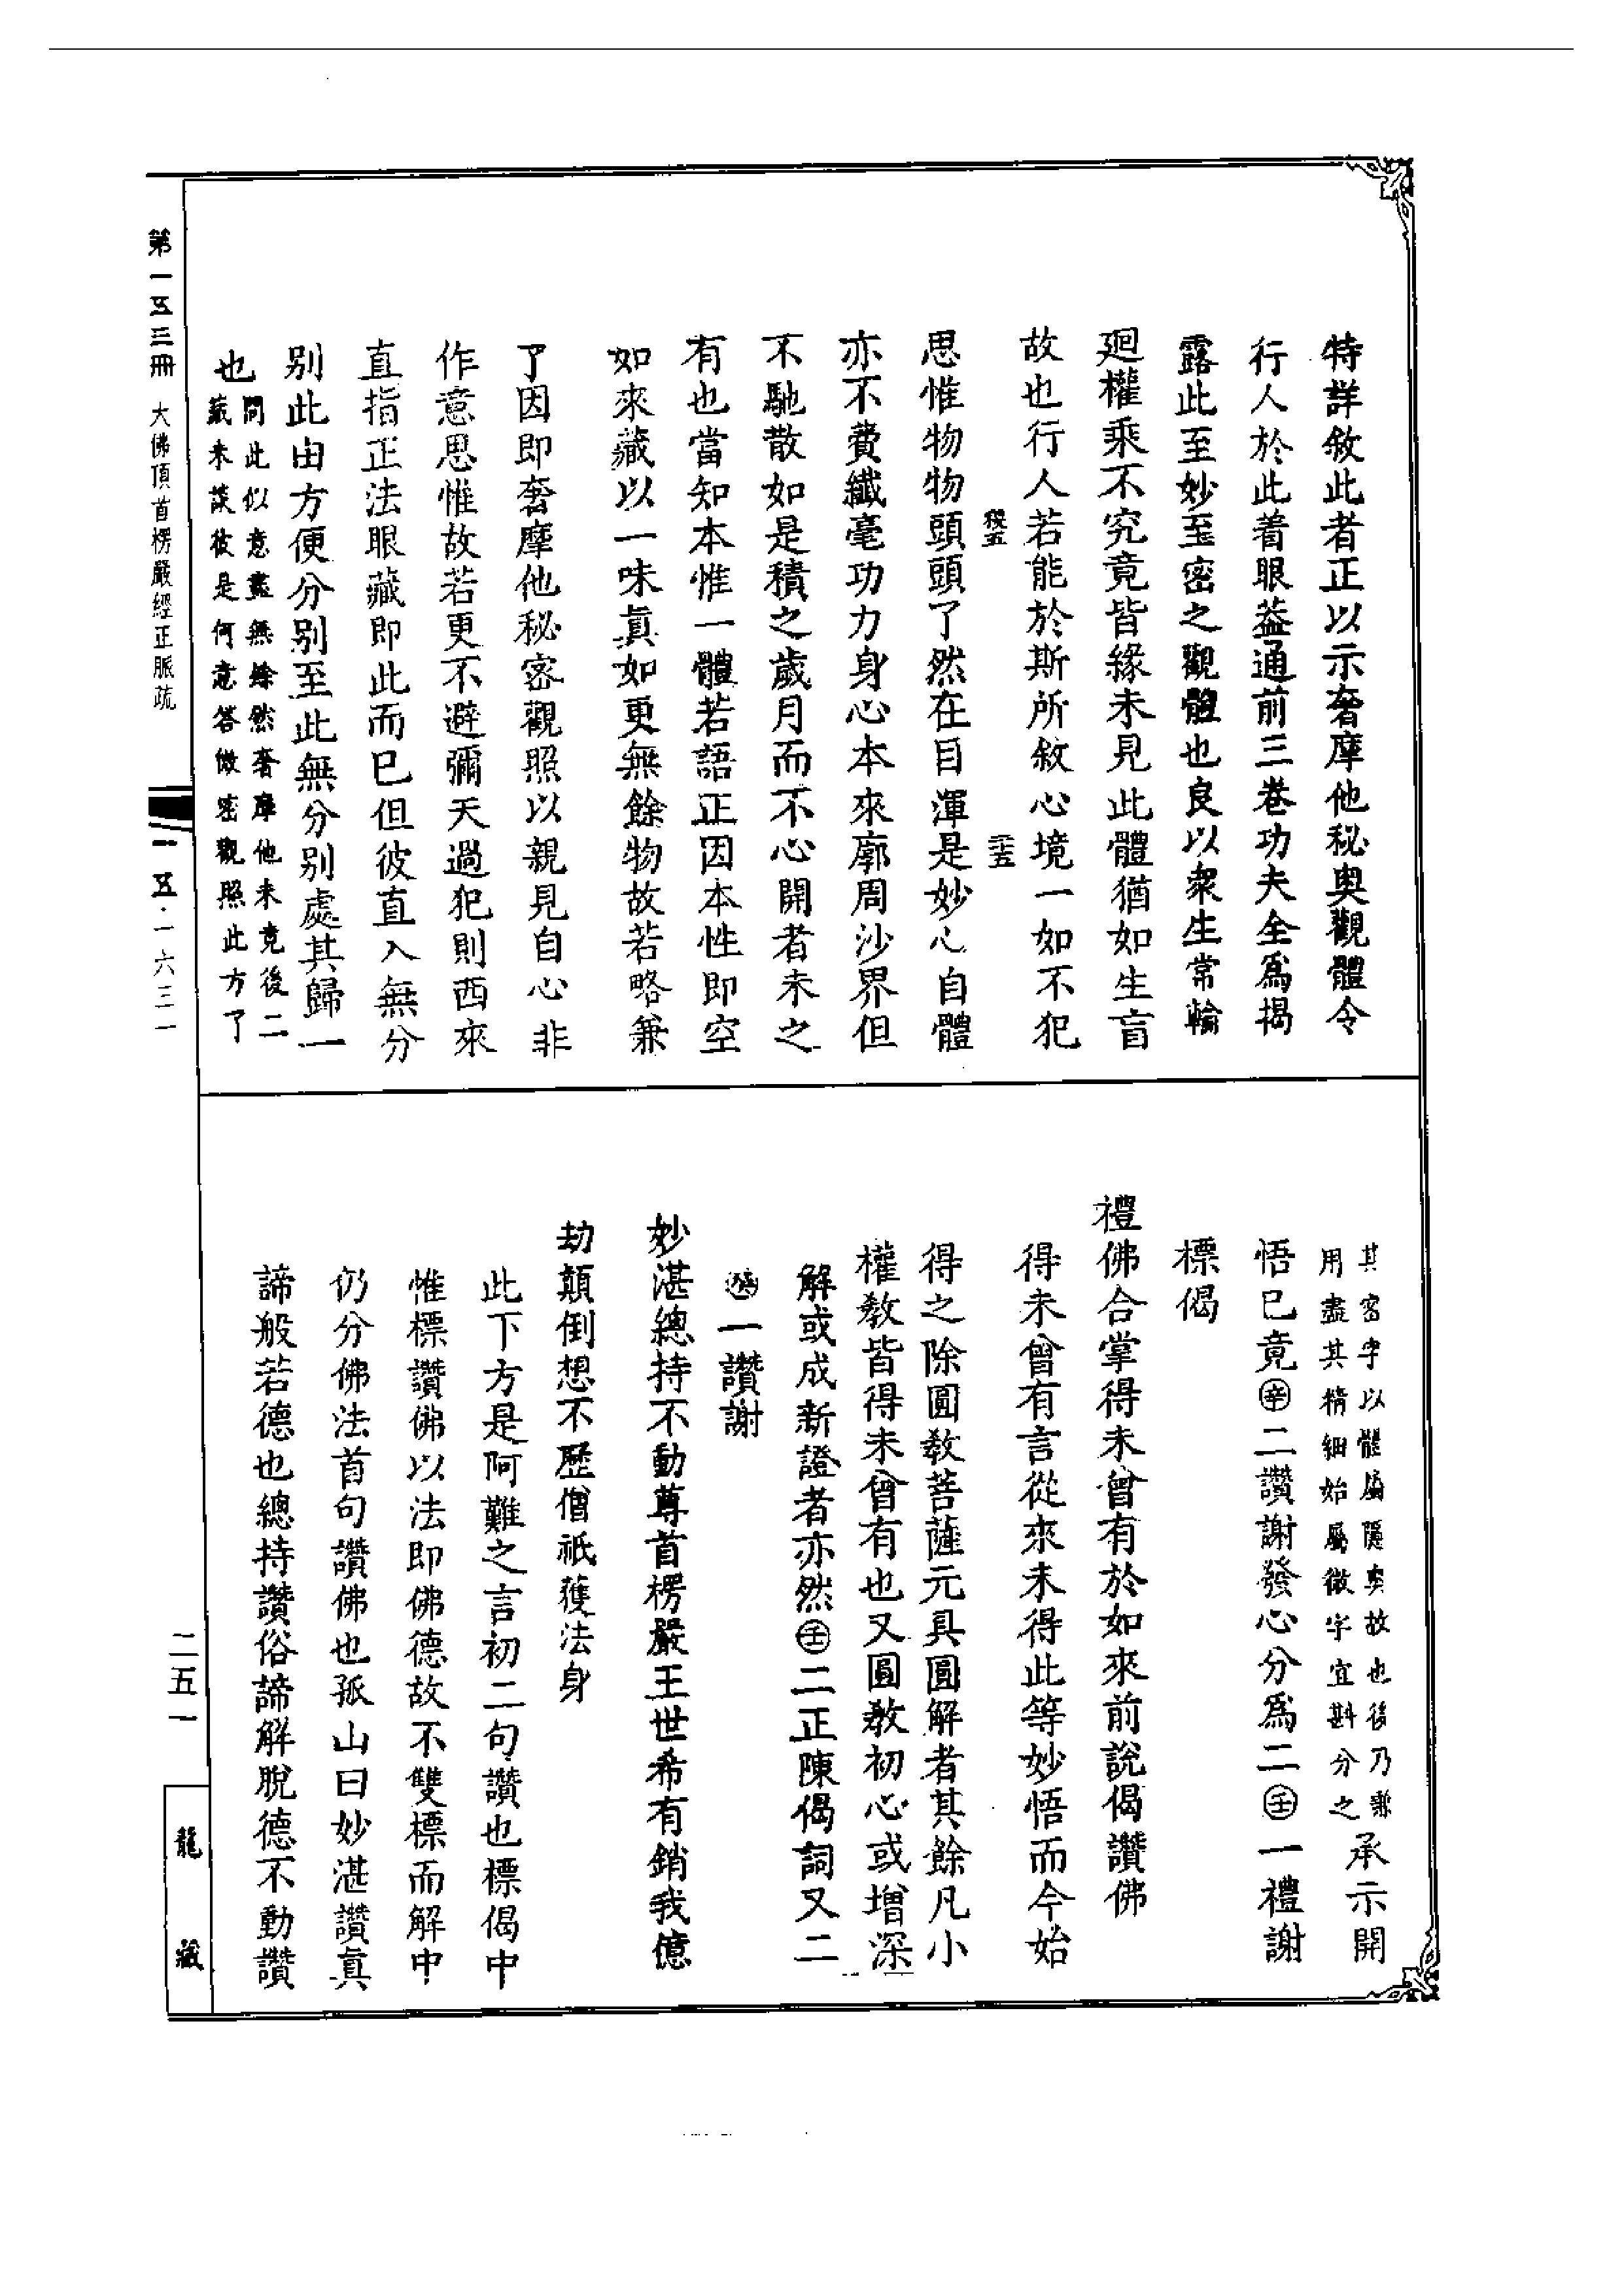 特詳敘此者正以示奢摩他秘奧觀體令
行人於此着眼葢通前三卷功夫全爲揭
露此至妙至密之觀體也良以衆生常輪
廻權乘不究竟皆緣未見此體猶如生盲
故也行人若能於斯所敘心境一如不犯
思惟物物頭頭了然在目渾是妙心自體
亦不費纖毫功力身心本來廓周沙界但
不馳散如是積之歲月而不心開者未之
有也當知本惟一體若語正因本性即空
如來藏以一味真如更無餘物故若略兼
了因即奢摩他秘密觀照以親見自心非
作意思惟故若更不避彌天過犯則西來
直指正法眼藏即此而已但彼直入無分
别此由方便分别至此無分别處其歸一
也問此似意盡無餘然奢摩他未竟後二
藏未談彼是何意答微密觀照此方了
第一五三冊 大佛頂首楞嚴經正脈疏
一五·一六三一
其密字以體屬隱奧故也後乃兼
用盡其精細始屬微字宜斟分之承示開
悟已竟㊛二讚謝發心分爲二㊛一禮謝
標偈
禮佛合掌得未曾有於如來前說偈讚佛
得未曾有言從來未得此等妙悟而今始
得之除圓敎菩薩元具圓解者其餘凡小
權敎皆得未曾有也又圓敎初心或增深
解或成新證者亦然㊛二正陳偈詞又二
一讚謝
妙湛總持不動尊首楞嚴王世希有銷我億
劫顛倒想不歷僧祇獲法身
此下方是阿難之言初二句讚也標偈中
惟標讚佛以法即佛德故不雙標而解中
仍分佛法首句讚佛也孤山曰妙湛讚真
諦般若德也總持讚俗諦解脫德不動讚
二五一
龍藏